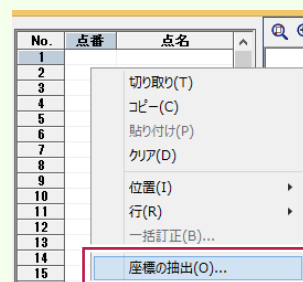 No. 点番 点名
1
2
3
4
5
6
7
8
9
10
11
12
13
14
15
切り取り(T)
コピー(C)
貼り付け(P)
クリア(D)
位置(I)
行(R)
一括訂正(B)...
座標の抽出(O)...